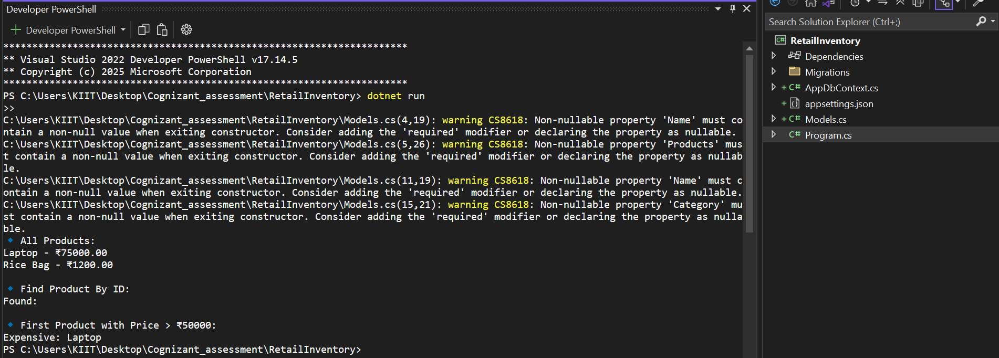 Developer PowerShell
Developer PowerShell
**********************************************************************
** Visual Studio 2022 Developer PowerShell v17.14.5
** Copyright (c) 2025 Microsoft Corporation
**********************************************************************
PS C:\Users\KIIT\Desktop\Cognizant_assessment\RetailInventory> dotnet run
>>
C:\Users\KIIT\Desktop\Cognizant_assessment\RetailInventory\Models.cs(4,19): warning CS8618: Non-nullable property 'Name' must co
ntain a non-null value when exiting constructor. Consider adding the 'required' modifier or declaring the property as nullable.
C:\Users\KIIT\Desktop\Cognizant_assessment\RetailInventory\Models.cs(5,26): warning CS8618: Non-nullable property 'Products' mus
t contain a non-null value when exiting constructor. Consider adding the 'required' modifier or declaring the property as nullab
le.
C:\Users\KIIT\Desktop\Cognizant_assessment\RetailInventory\Models.cs(11,19): warning CS8618: Non-nullable property 'Name' must c
ontain a non-null value when exiting constructor. Consider adding the 'required' modifier or declaring the property as nullable.
C:\Users\KIIT\Desktop\Cognizant_assessment\RetailInventory\Models.cs(15,21): warning CS8618: Non-nullable property 'Category' mu
st contain a non-null value when exiting constructor. Consider adding the 'required' modifier or declaring the property as nulla
ble.
🔹 All Products:
Laptop - ₹75000.00
Rice Bag - ₹1200.00
🔹 Find Product By ID:
Found:
🔹 First Product with Price > ₹50000:
Expensive: Laptop
PS C:\Users\KIIT\Desktop\Cognizant_assessment\RetailInventory>
Search Solution Explorer (Ctrl+;)
C# RetailInventory
Dependencies
Migrations
+ C# AppDbContext.cs
+ appsettings.json
+ C# Models.cs
C# Program.cs